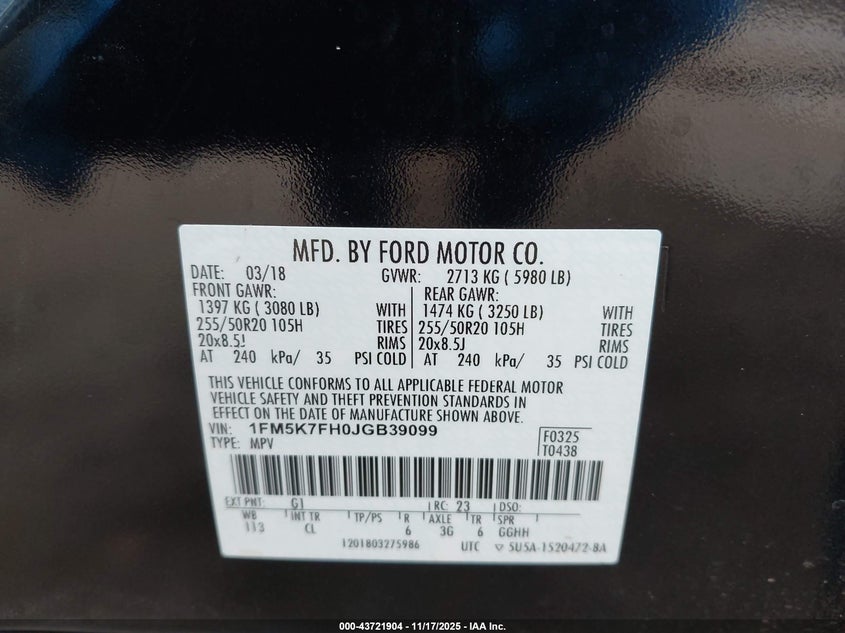 MFD. BY FORD MOTOR CO.
DATE: 03/18 GVWR: 2713 KG ( 5980 LB)
FRONT GAWR: REAR GAWR:
1397 KG ( 3080 LB) WITH 1474 KG ( 3250 LB) WITH
255/50R20 105H TIRES 255/50R20 105H TIRES
20x8.5J RIMS 20x8.5J RIMS
AT 240 kPa/ 35 PSI COLD AT 240 kPa/ 35 PSI COLD
THIS VEHICLE CONFORMS TO ALL APPLICABLE FEDERAL MOTOR
VEHICLE SAFETY AND THEFT PREVENTION STANDARDS IN
EFFECT ON THE DATE OF MANUFACTURE SHOWN ABOVE.
VIN: 1FM5K7FH0JGB39099 F0325
TYPE: MPV T0438
EXT PNT: G1 RC: 23 DSO:
WB INT TR TP/PS R AXLE TR SPR
113 CL 6 3G 6 GGHH
1201803275986 UTC ▽ 5U5A-1520472-8A
000-43721904 - 11/17/2025 - IAA Inc.